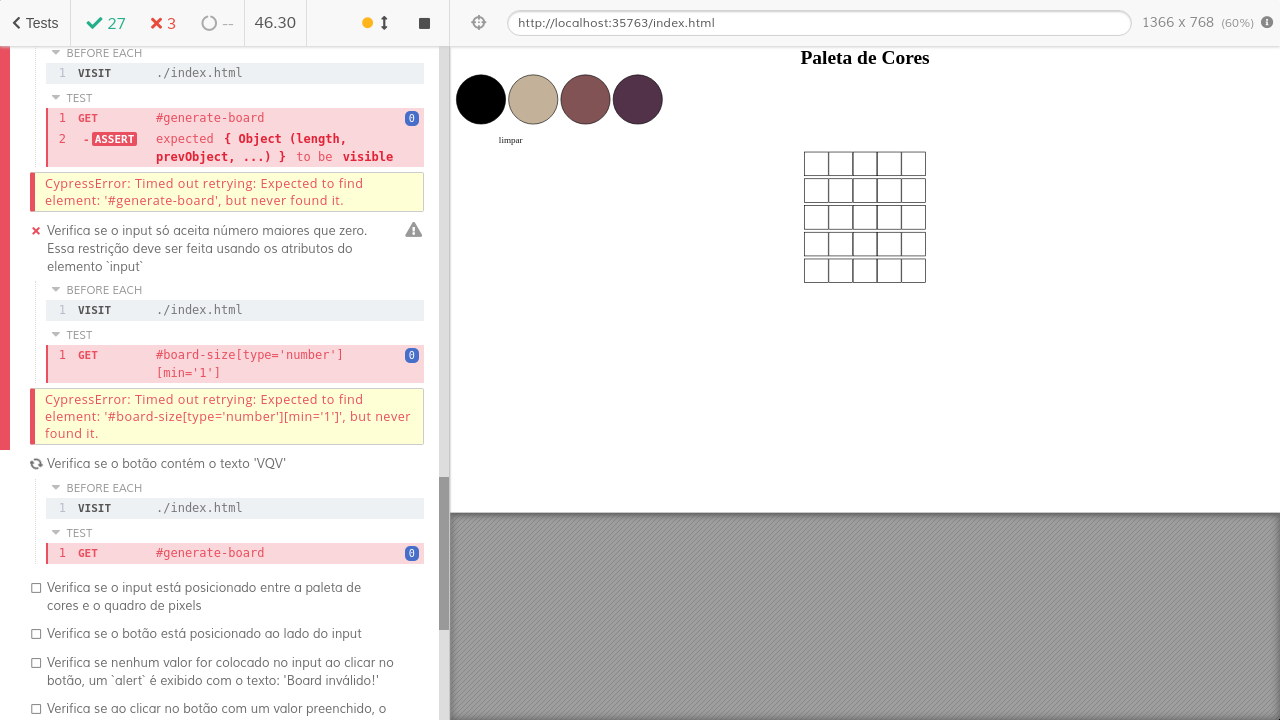 Tests
27
3
--
46.30
http://localhost:35763/index.html
1366 x 768 (60%)
BEFORE EACH
1 VISIT ./index.html
TEST
1 GET #generate-board 0
2 -ASSERT expected { Object (length,
prevObject, ...) } to be visible
CypressError: Timed out retrying: Expected to find
element: '#generate-board', but never found it.
Verifica se o input só aceita número maiores que zero.
Essa restrição deve ser feita usando os atributos do
elemento `input`
BEFORE EACH
1 VISIT ./index.html
TEST
1 GET #board-size[type='number'] 0
[min='1']
CypressError: Timed out retrying: Expected to find
element: '#board-size[type='number'][min='1']', but never
found it.
Verifica se o botão contém o texto 'VQV'
BEFORE EACH
1 VISIT ./index.html
TEST
1 GET #generate-board 0
Verifica se o input está posicionado entre a paleta de
cores e o quadro de pixels
Verifica se o botão está posicionado ao lado do input
Verifica se nenhum valor for colocado no input ao clicar no
botão, um `alert` é exibido com o texto: 'Board inválido!'
Verifica se ao clicar no botão com um valor preenchido, o
Paleta de Cores
limpar